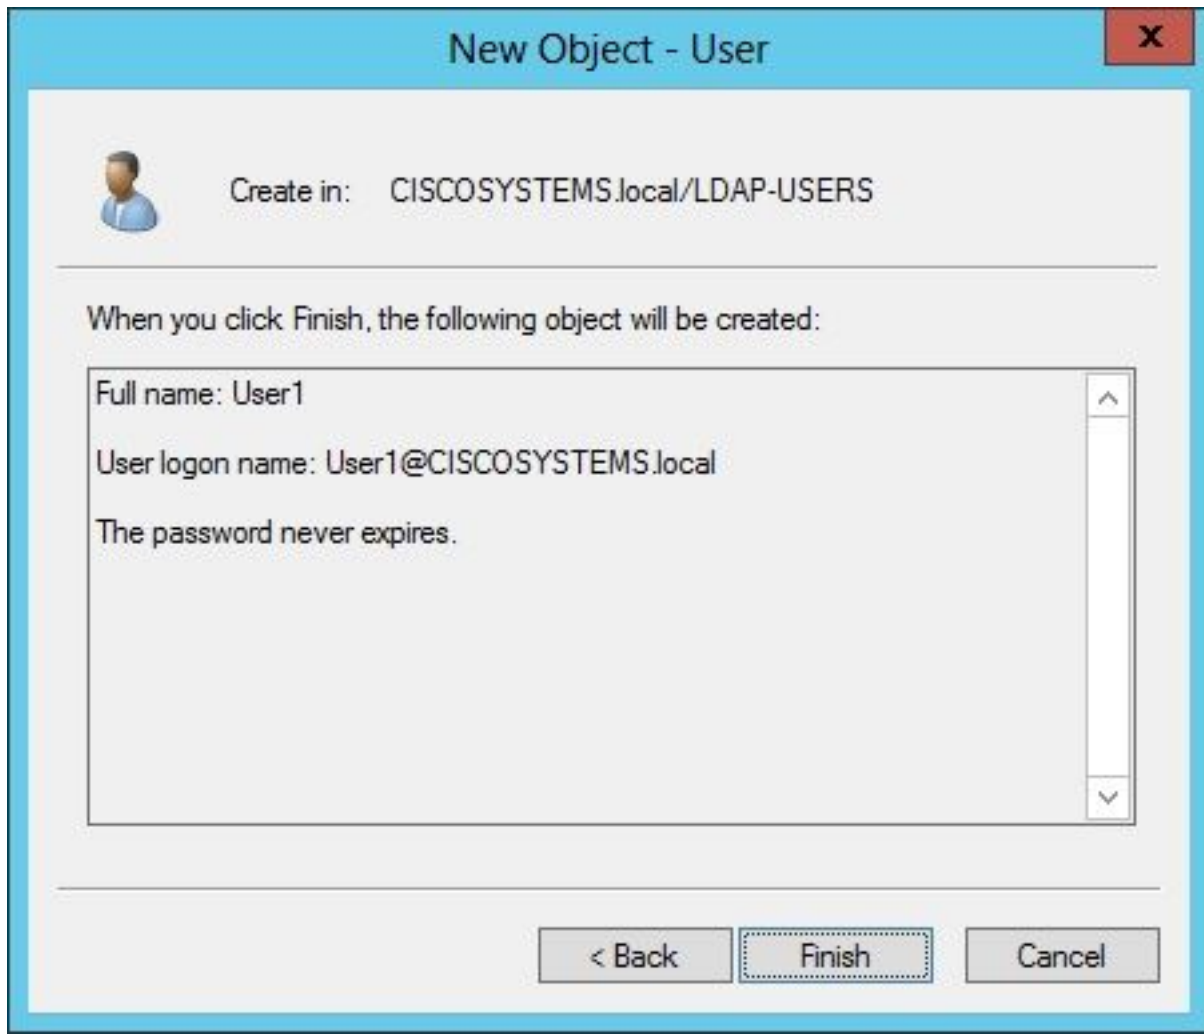 New Object - User
x
Create in: CISCOSYSTEMS.local/LDAP-USERS
When you click Finish, the following object will be created:
Full name: User1
User logon name: User1@CISCOSYSTEMS.local
The password never expires.
< Back
Finish
Cancel